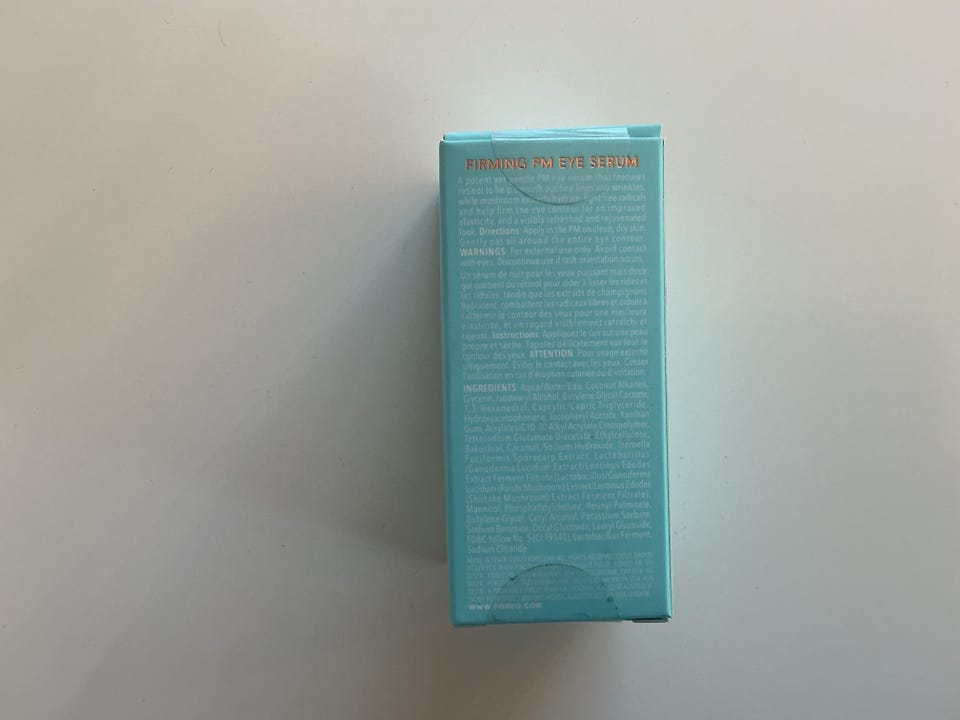 FIRMING PM EYE SERUM
A potent yet gentle PM eye serum that features
retinol to help smooth out fine lines and wrinkles,
while mushroom extracts hydrate, fight free radicals
and help firm the eye contour for an improved
elasticity, and a visibly refreshed and rejuvenated
look. Directions: Apply in the PM on clean, dry skin.
Gently pat all around the entire eye contour.
WARNINGS: For external use only. Avoid contact
with eyes. Discontinue use if rash or irritation occurs.
Un sérum de nuit pour les yeux puissant mais doux
qui contient du rétinol pour aider à lisser les rides et
les ridules, tandis que les extraits de champignons
hydratent, combattent les radicaux libres et aident à
raffermir le contour des yeux pour une meilleure
élasticité, et un regard visiblement rafraîchi et
rajeuni. Instructions: Appliquez le soir sur une peau
propre et sèche. Tapotez délicatement sur tout le
contour des yeux. ATTENTION: Pour usage externe
uniquement. Éviter le contact avec les yeux. Cesser
l'utilisation en cas d'éruption cutanée ou d'irritation.
INGREDIENTS: Aqua/Water/Eau, Coconut Alkanes,
Glycerin, Isostearyl Alcohol, Butylene Glycol Cocoate,
1,2 Hexanediol, Caprylic/Capric Triglyceride,
Hydroxyacetophenone, Tocopheryl Acetate, Xanthan
Gum, Acrylates/C10-30 Alkyl Acrylate Crosspolymer,
Tetrasodium Glutamate Diacetate, Ethylcellulose,
Bakuchiol, Caramel, Sodium Hydroxide, Tremella
Fuciformis Sporocarp Extract, Lactobacillus
/Ganoderma Lucidum Extract/Lentinus Edodes
Extract Ferment Filtrate (Lactobacillus/Ganoderma
Lucidum (Reishi Mushroom) Extract/Lentinus Edodes
(Shiitake Mushroom) Extract Ferment Filtrate),
Mannitol, Phosphatidylcholine, Retinyl Palmitate,
Butylene Glycol, Cetyl Alcohol, Potassium Sorbate,
Sodium Benzoate, Decyl Glucoside, Lauryl Glucoside,
FD&C Yellow No. 5 (CI 19140), Lactobacillus Ferment,
Sodium Chloride
WWW.FOREO.COM